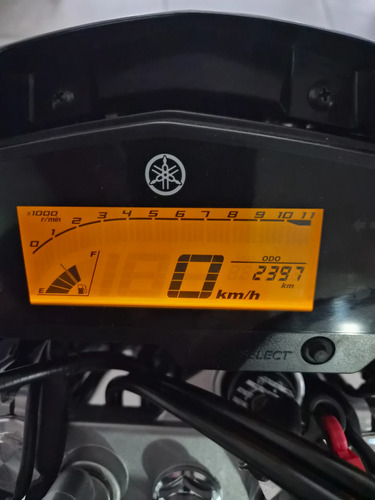 x1000 r/min
0 1 2 3 4 5 6 7 8 9 10 11
F
ODO
0 2397
E km/h km
SELECT